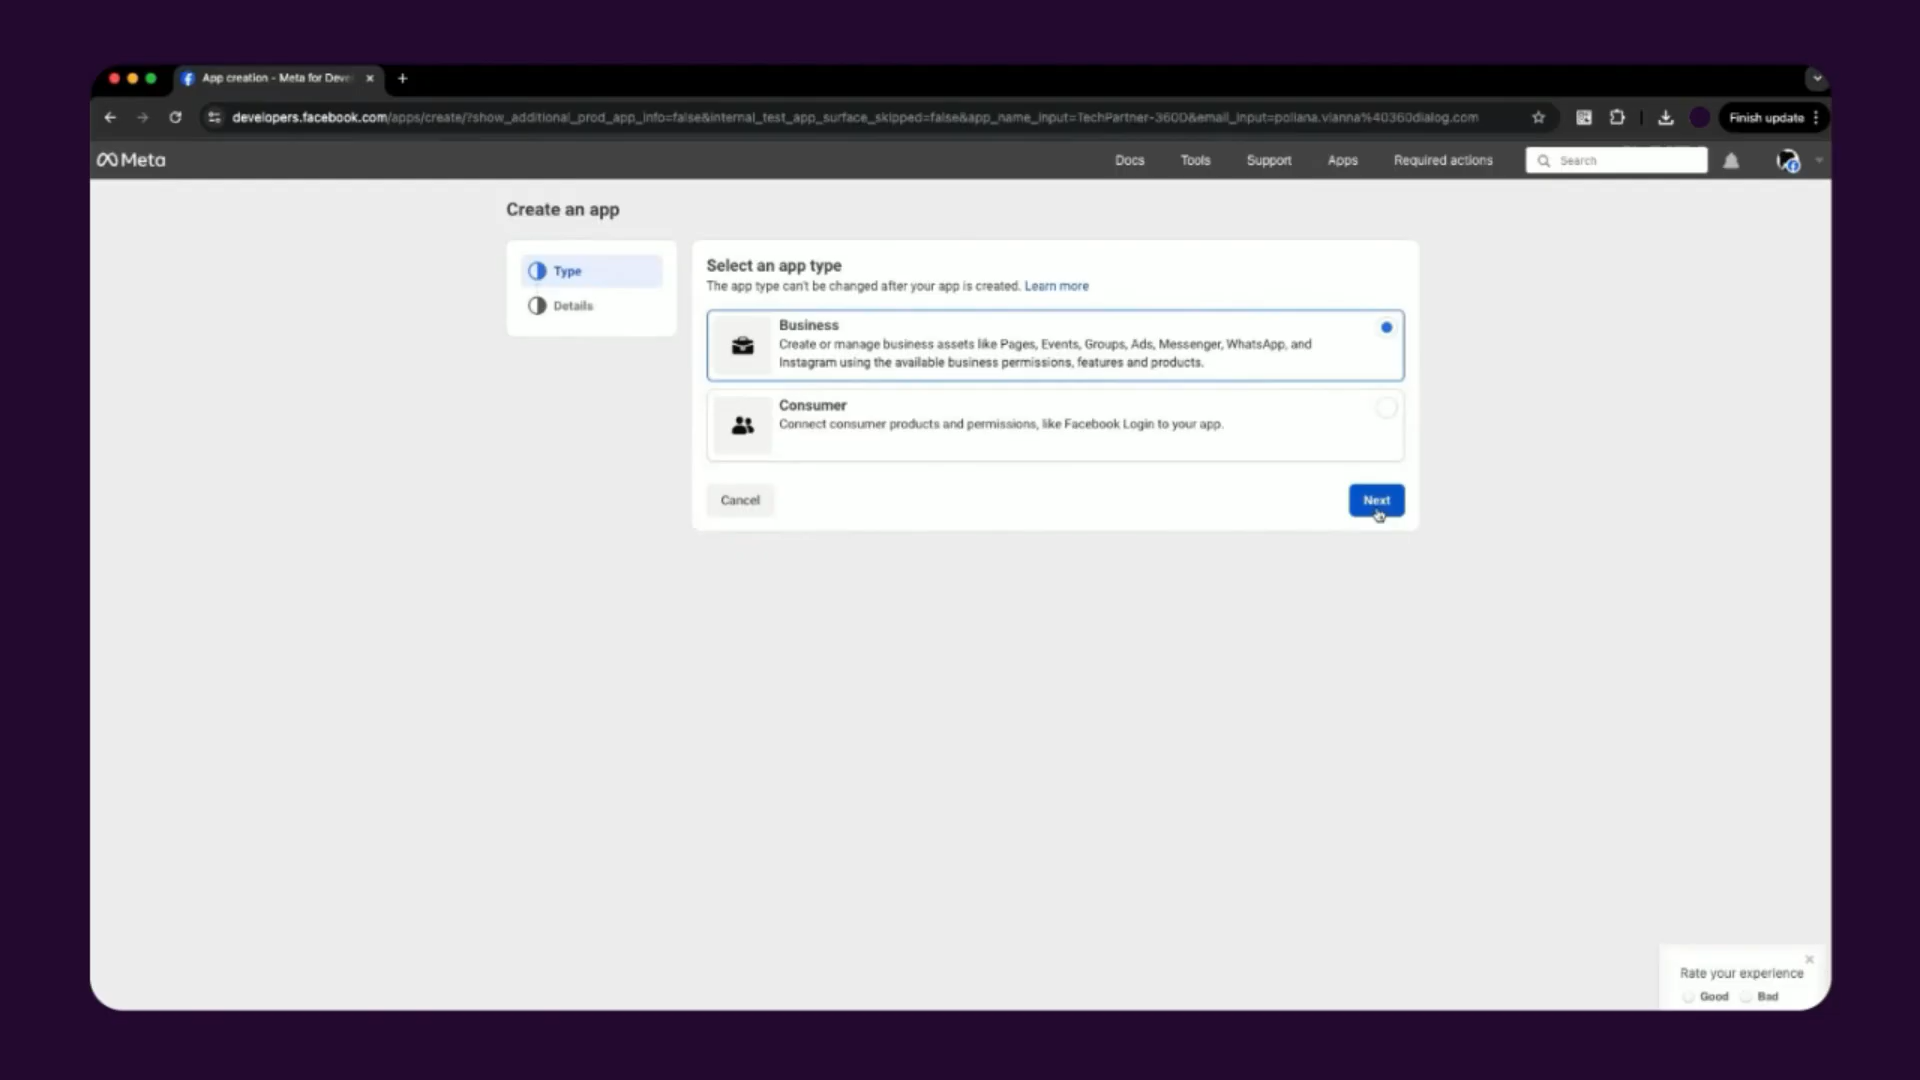 App creation - Meta for Deve
developers.facebook.com/apps/create/?show_additional_prod_app_info=false&internal_test_app_surface_skipped=false&app_name_input=TechPartner-360D&email_input=poliana.vianna%40360dialog.com
Finish update
Meta
Docs
Tools
Support
Apps
Required actions
Search
Create an app
Type
Details
Select an app type
The app type can't be changed after your app is created. Learn more
Business
Create or manage business assets like Pages, Events, Groups, Ads, Messenger, WhatsApp, and
Instagram using the available business permissions, features and products.
Consumer
Connect consumer products and permissions, like Facebook Login to your app.
Cancel
Next
Rate your experience
Good
Bad